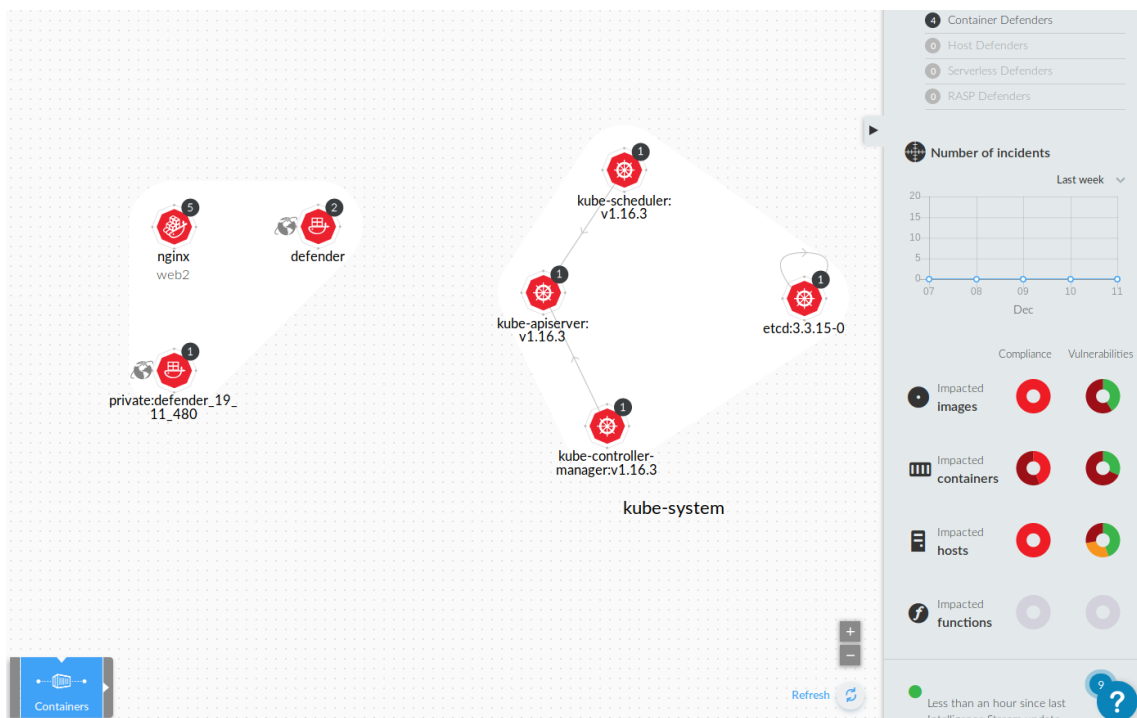 5
nginx
web2
2
defender
1
private:defender_19_
11_480
1
kube-scheduler:
v1.16.3
1
kube-apiserver:
v1.16.3
1
etcd:3.3.15-0
1
kube-controller-
manager:v1.16.3
kube-system
+
−
Refresh
Containers
4 Container Defenders
0 Host Defenders
0 Serverless Defenders
0 RASP Defenders
Number of incidents
Last week
20
15
10
5
0
07 08 09 10 11
Dec
Compliance Vulnerabilities
Impacted
images
Impacted
containers
Impacted
hosts
Impacted
functions
9
?
Less than an hour since last